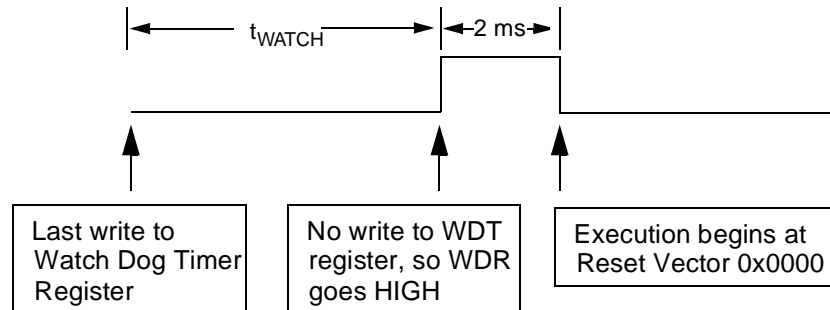 tWATCH
2 ms
Last write to
Watch Dog Timer
Register
No write to WDT
register, so WDR
goes HIGH
Execution begins at
Reset Vector 0x0000